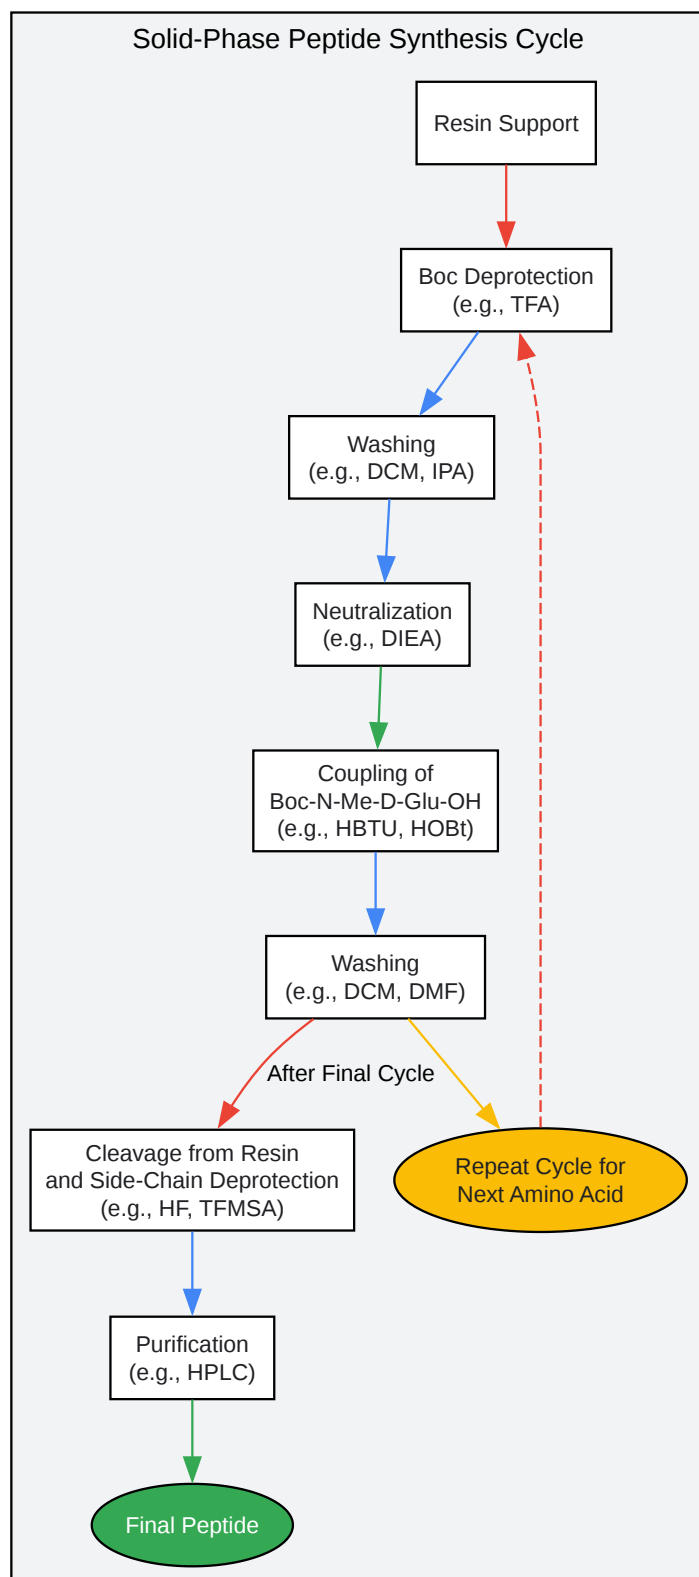 Solid-Phase Peptide Synthesis Cycle
Resin Support
Boc Deprotection
(e.g., TFA)
Washing
(e.g., DCM, IPA)
Neutralization
(e.g., DIEA)
Coupling of
Boc-N-Me-D-Glu-OH
(e.g., HBTU, HOBt)
Washing
(e.g., DCM, DMF)
After Final Cycle
Cleavage from Resin
and Side-Chain Deprotection
(e.g., HF, TFMSA)
Repeat Cycle for
Next Amino Acid
Purification
(e.g., HPLC)
Final Peptide